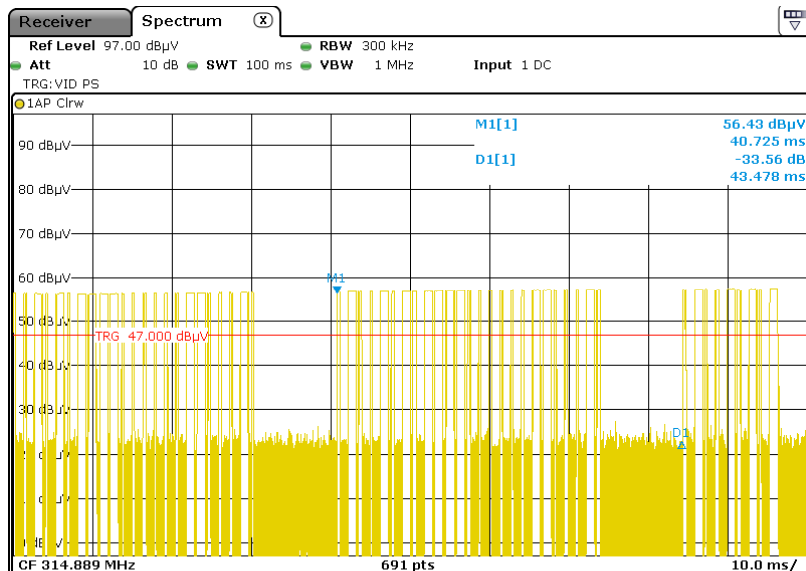 Receiver Spectrum X
Ref Level 97.00 dBµV RBW 300 kHz
Att 10 dB SWT 100 ms VBW 1 MHz Input 1 DC
TRG:VID PS
1AP Clrw
M1[1] 56.43 dBµV
40.725 ms
90 dBµV
D1[1] -33.56 dB
43.478 ms
80 dBµV
70 dBµV
60 dBµV
M1
50 dBµV
TRG 47.000 dBµV
40 dBµV
30 dBµV
D1
CF 314.889 MHz 691 pts 10.0 ms/